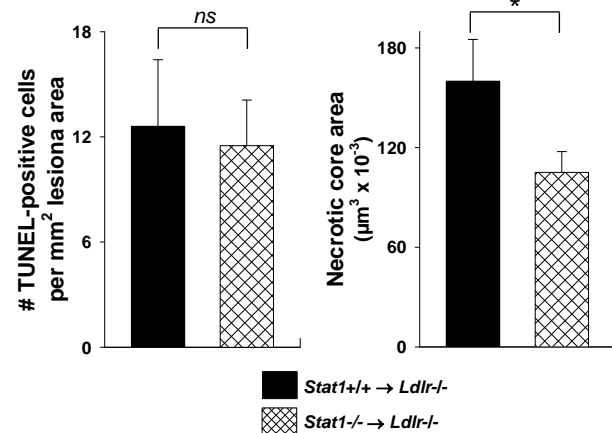 ns
# TUNEL-positive cells
per mm² lesiona area
18
12
6
0
*
Necrotic core area
(µm³ x 10⁻³)
180
120
60
0
Stat1+/+ → Ldlr-/-
Stat1-/- → Ldlr-/-